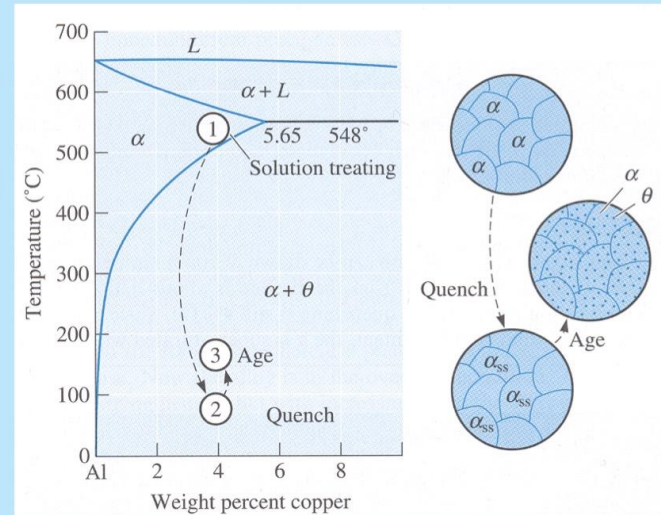 700
600
500
400
300
200
100
0
Temperature (°C)
L
α + L
α
1
5.65 548°
Solution treating
α + θ
3 Age
2
Quench
Al 2 4 6 8
Weight percent copper
α
α
α
α
θ
Quench
Age
αss
αss
αss